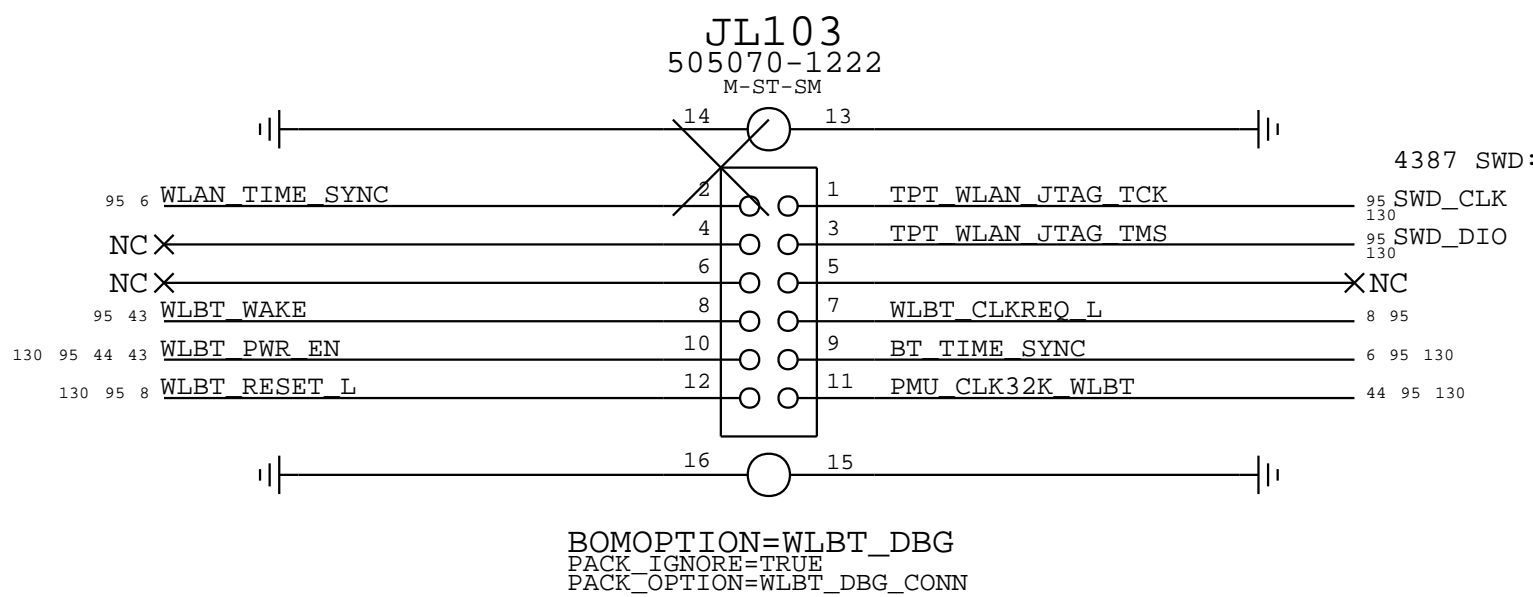 JL103
505070-1222
M-ST-SM
14 13
4387 SWD:
95 6 WLAN_TIME_SYNC 2 1 TPT_WLAN_JTAG_TCK 95 SWD_CLK
130
NC 4 3 TPT_WLAN_JTAG_TMS 95 SWD_DIO
130
NC 6 5 NC
95 43 WLBT_WAKE 8 7 WLBT_CLKREQ_L 8 95
130 95 44 43 WLBT_PWR_EN 10 9 BT_TIME_SYNC 6 95 130
130 95 8 WLBT_RESET_L 12 11 PMU_CLK32K_WLBT 44 95 130
16 15
BOMOPTION=WLBT_DBG
PACK_IGNORE=TRUE
PACK_OPTION=WLBT_DBG_CONN